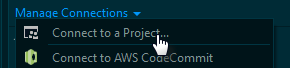 Manage Connections
Connect to a Project...
Connect to AWS CodeCommit